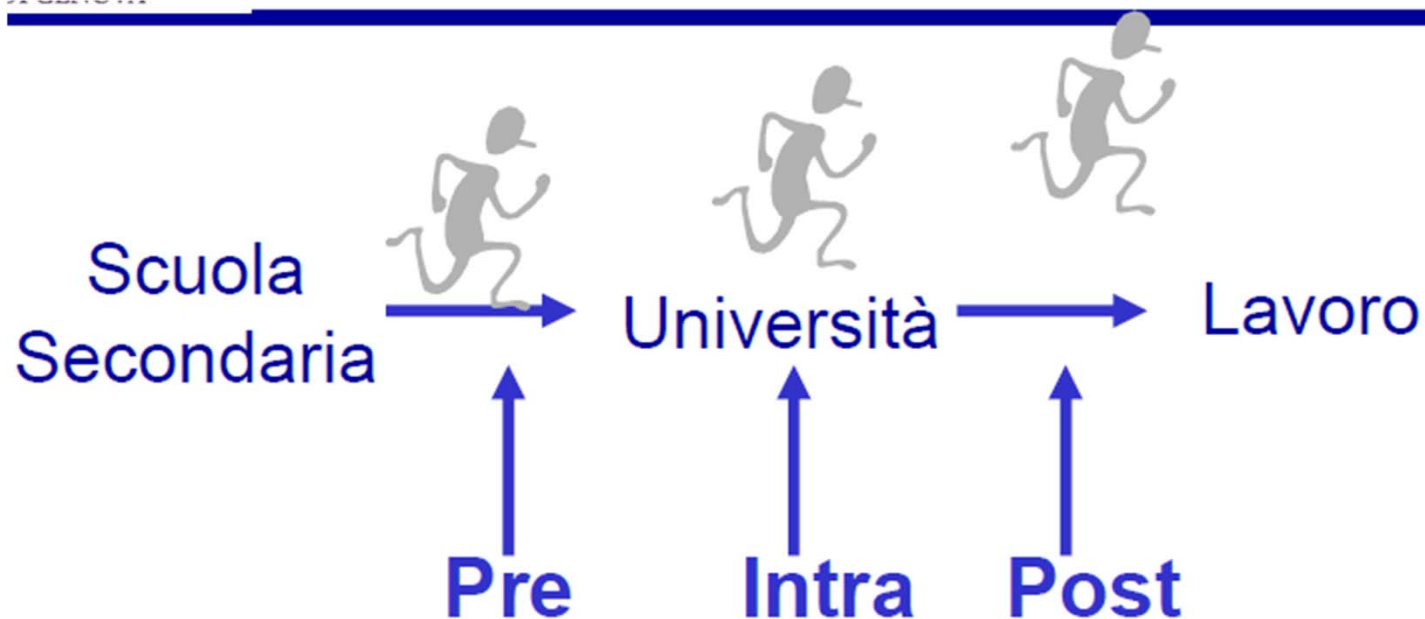 Scuola
Secondaria
Università
Lavoro
Pre
Intra
Post